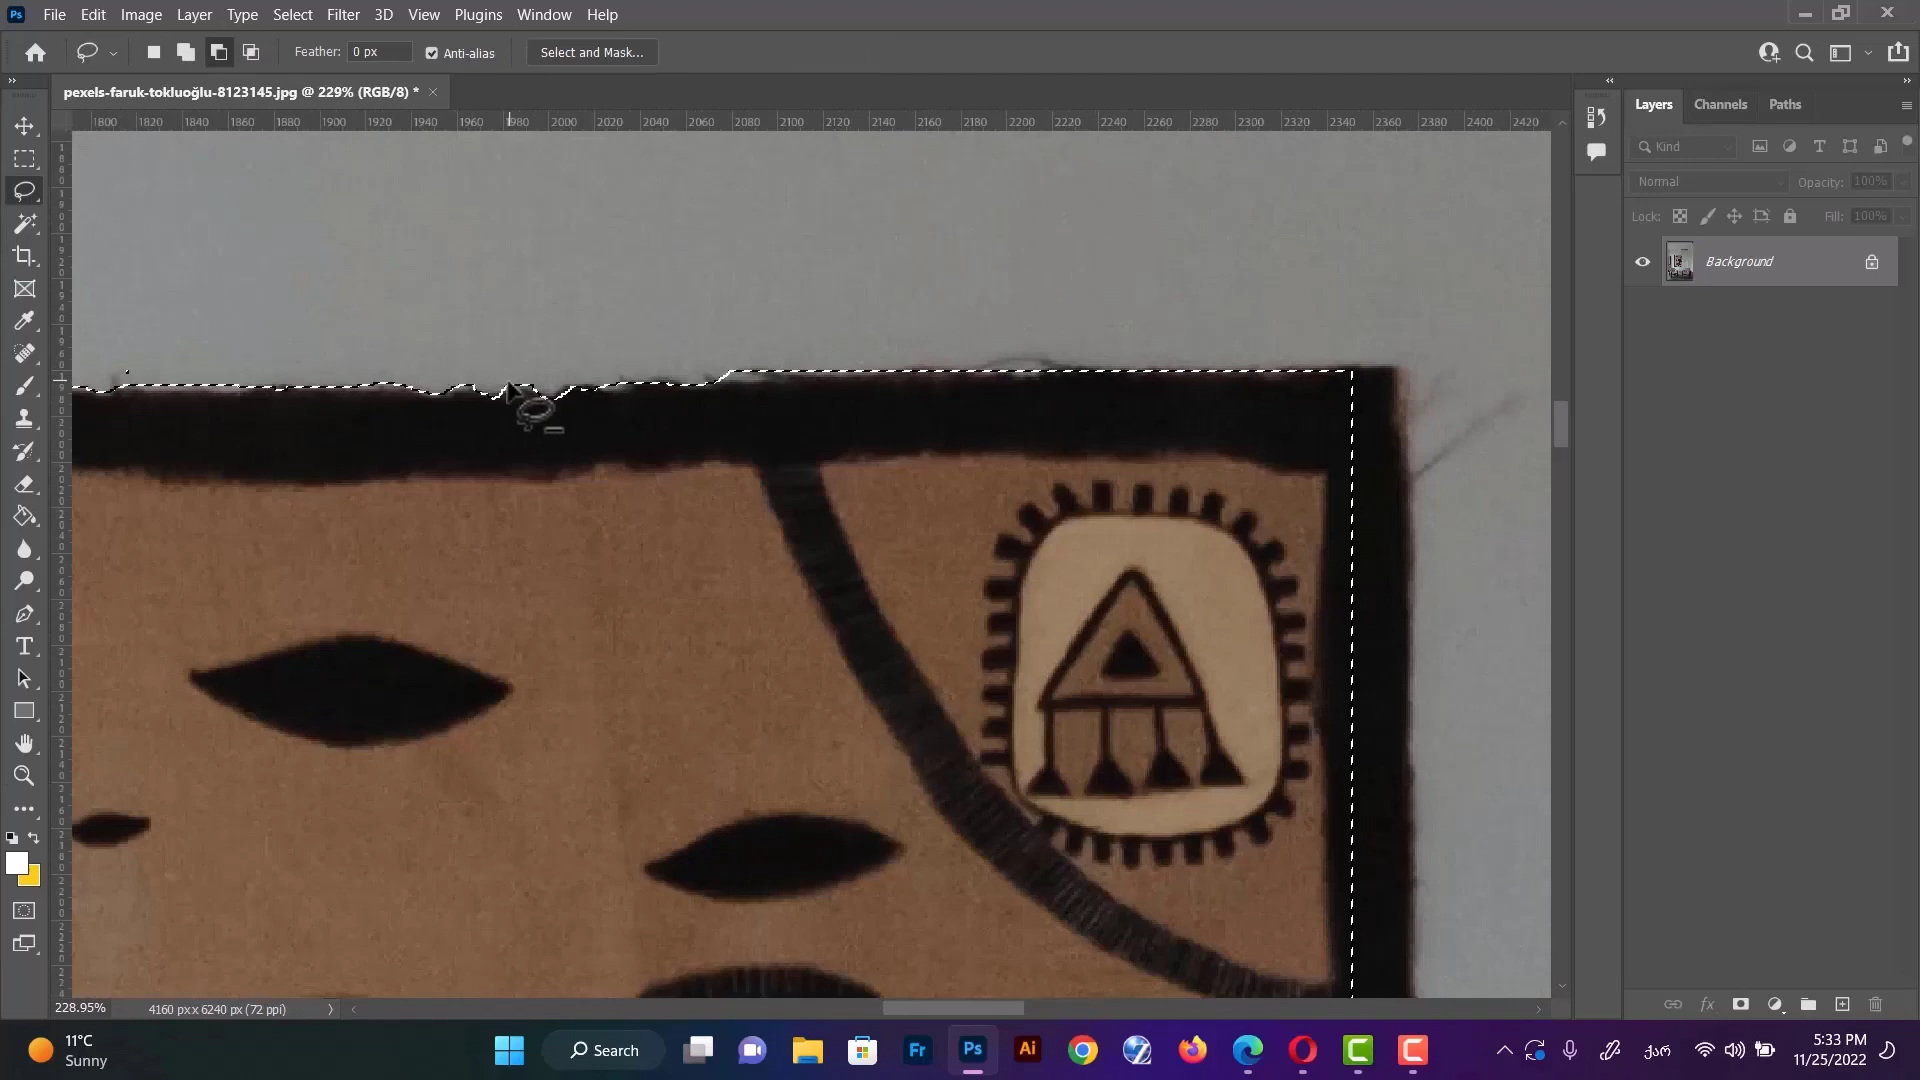 Ps File Edit Image Layer Type Select Filter 3D View Plugins Window Help
Feather: 0 px Anti-alias Select and Mask...
pexels-faruk-tokluoğlu-8123145.jpg @ 229% (RGB/8) *
1800 1820 1840 1860 1880 1900 1920 1940 1960 1980 2000 2020 2040 2060 2080 2100 2120 2140 2160 2180 2200 2220 2240 2260 2280 2300 2320 2340 2360 2380 2400 2420
Layers Channels Paths
Kind
Normal Opacity: 100%
Lock: Fill: 100%
Background
228.95% 4160 px x 6240 px (72 ppi)
11°C
Sunny
Search
Fr Ps Ai
ქარ
5:33 PM
11/25/2022